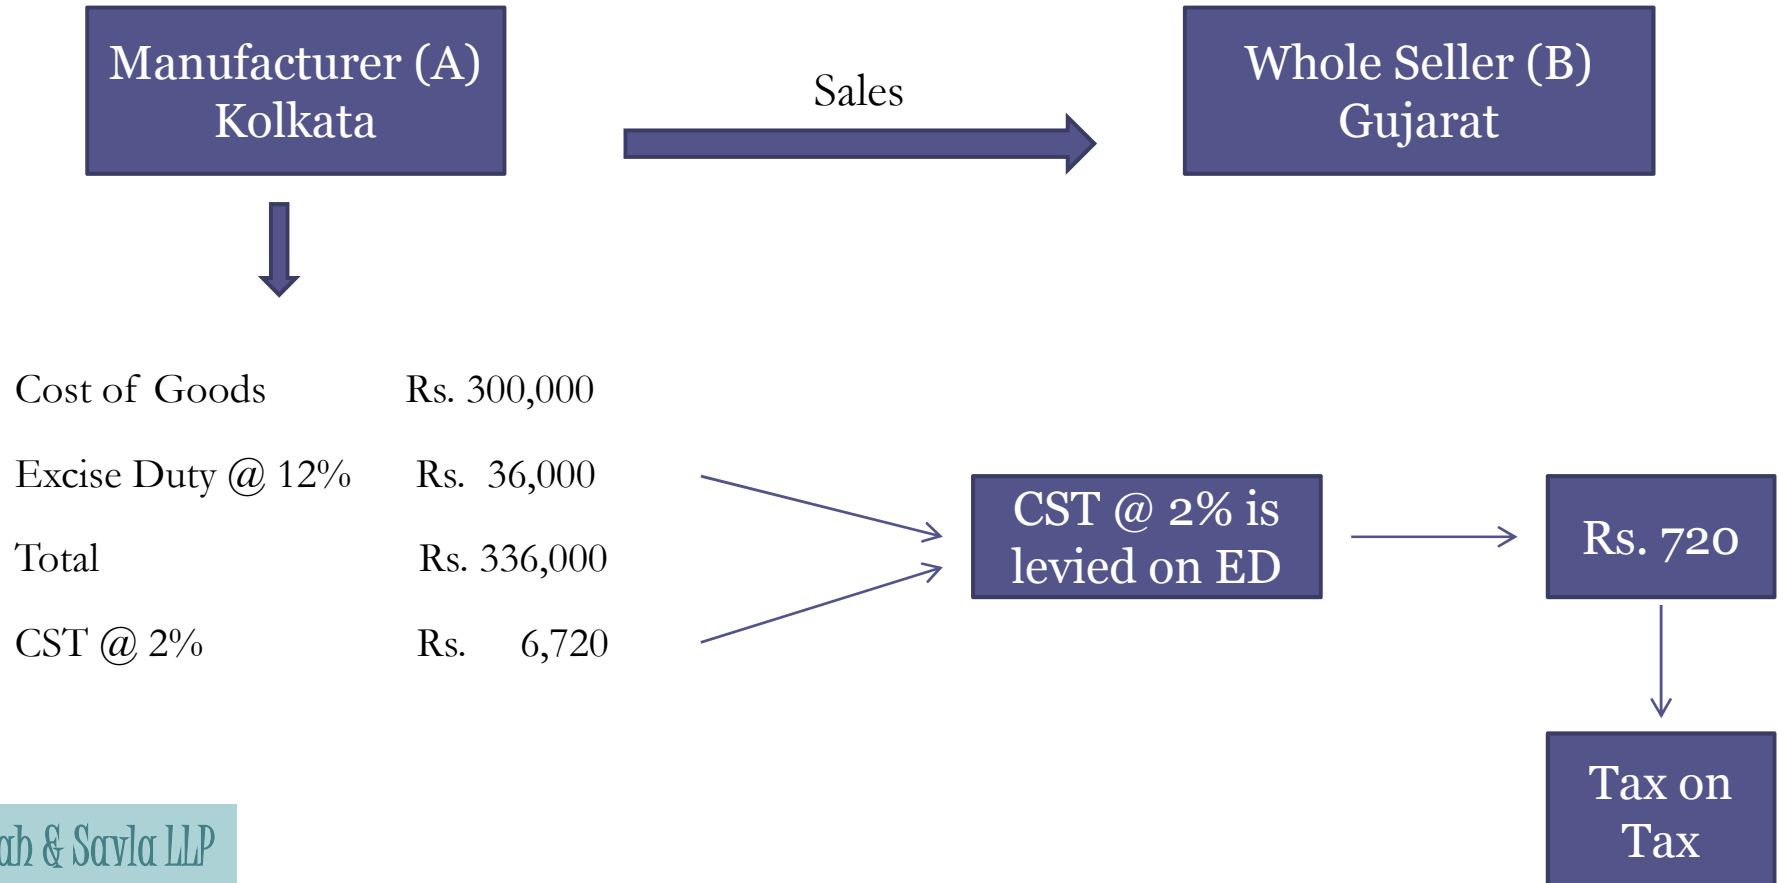 Manufacturer (A)
Kolkata
Sales
Whole Seller (B)
Gujarat
Cost of Goods Rs. 300,000
Excise Duty @ 12% Rs. 36,000
Total Rs. 336,000
CST @ 2% Rs. 6,720
CST @ 2% is
levied on ED
Rs. 720
Tax on
Tax
& Savla LLP